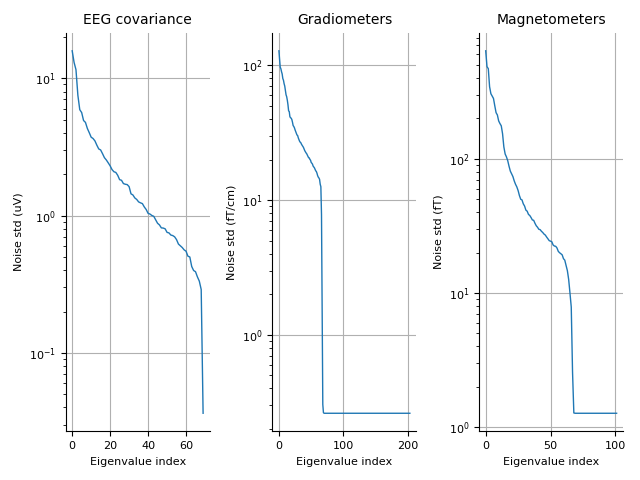 EEG covariance
Noise std (uV)
10¹
10⁰
10⁻¹
0 20 40 60
Eigenvalue index
Gradiometers
Noise std (fT/cm)
10²
10¹
10⁰
0 100 200
Eigenvalue index
Magnetometers
Noise std (fT)
10²
10¹
10⁰
0 50 100
Eigenvalue index